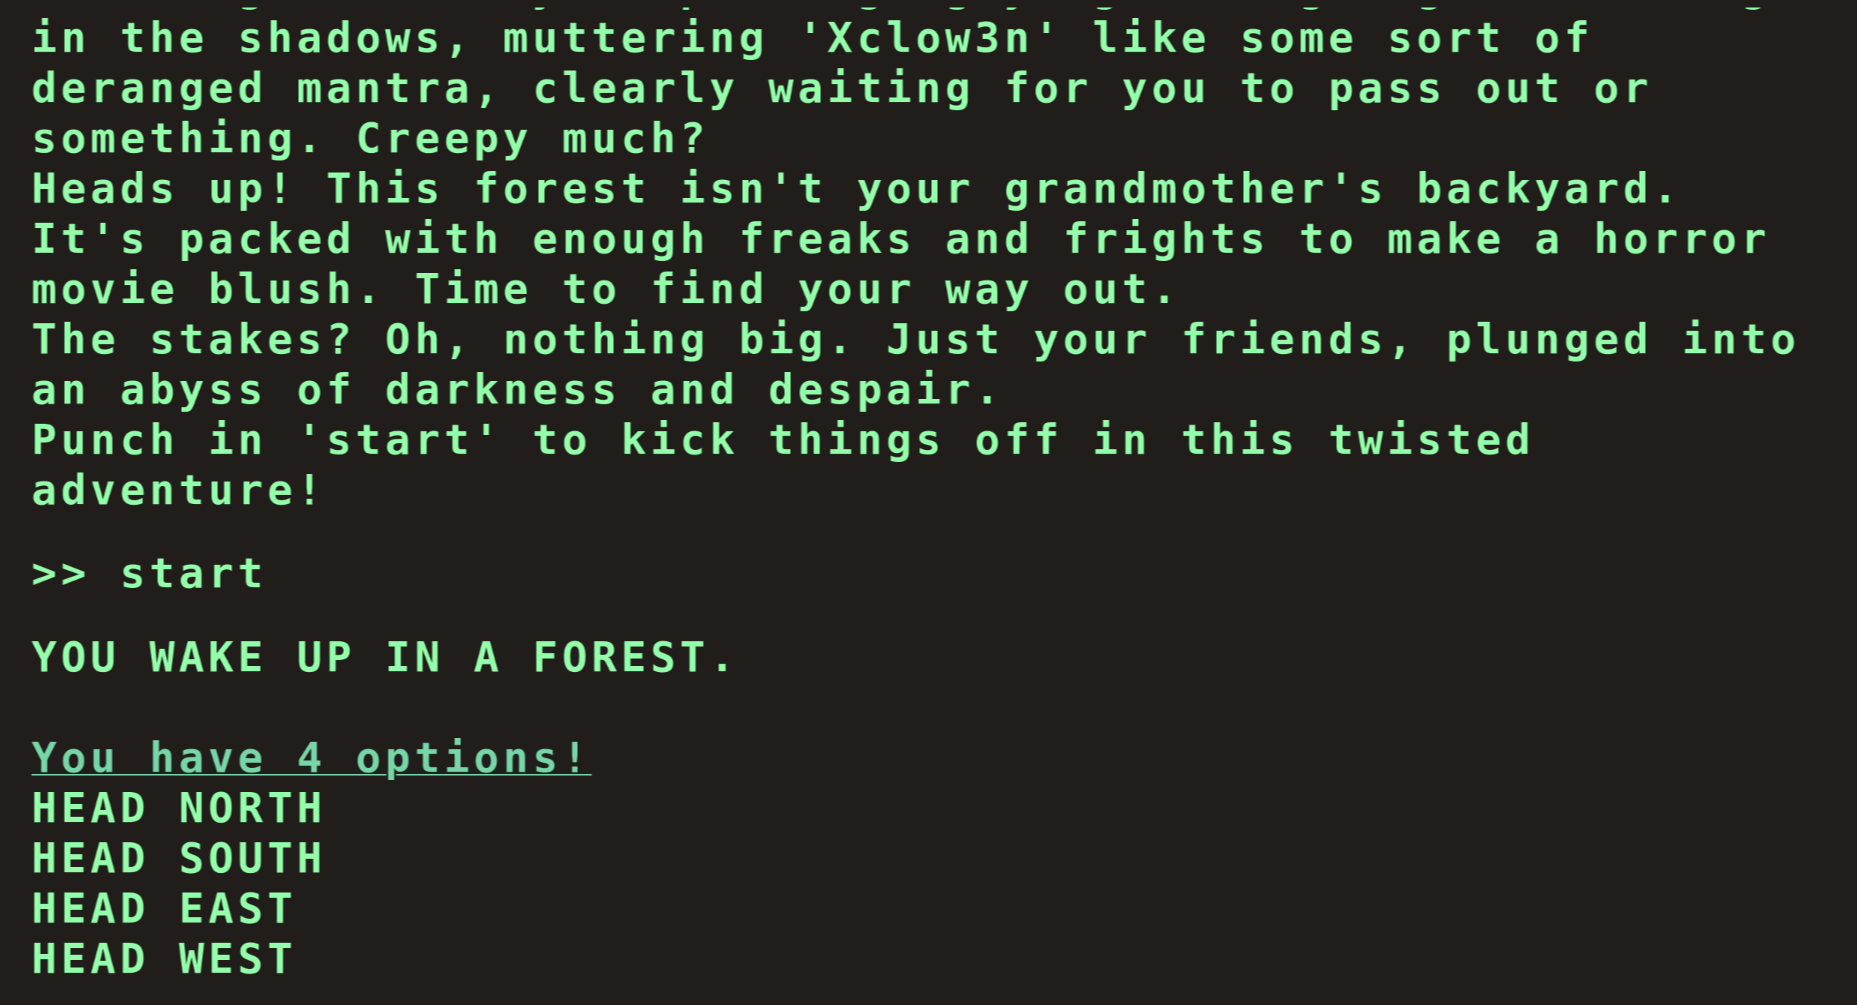 in the shadows, muttering 'Xclow3n' like some sort of
deranged mantra, clearly waiting for you to pass out or
something. Creepy much?
Heads up! This forest isn't your grandmother's backyard.
It's packed with enough freaks and frights to make a horror
movie blush. Time to find your way out.
The stakes? Oh, nothing big. Just your friends, plunged into
an abyss of darkness and despair.
Punch in 'start' to kick things off in this twisted
adventure!
>> start
YOU WAKE UP IN A FOREST.
You have 4 options!
HEAD NORTH
HEAD SOUTH
HEAD EAST
HEAD WEST